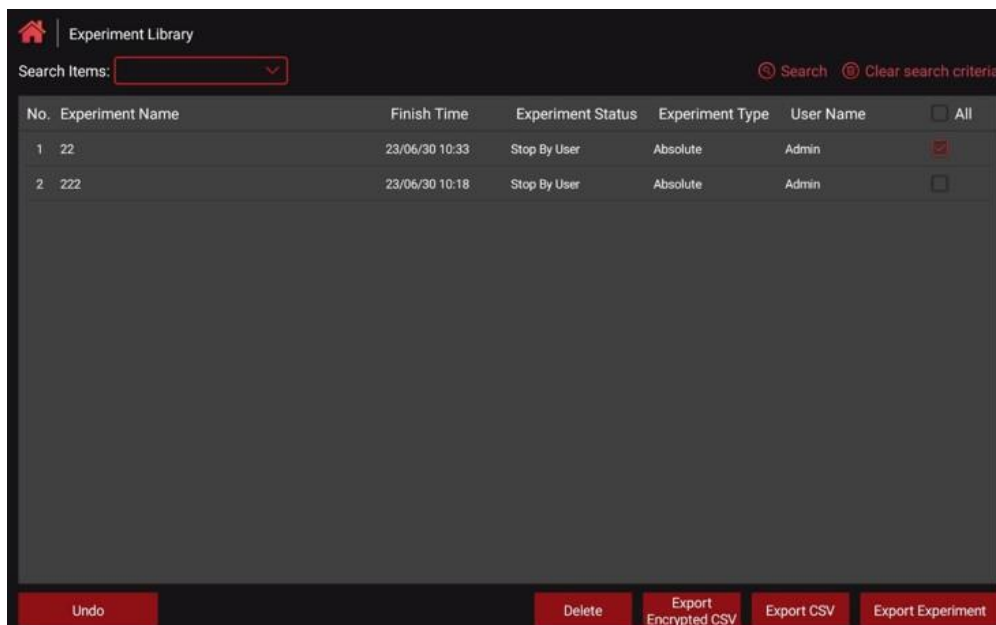 Experiment Library
Search Items:
Search Clear search criteria
No. Experiment Name Finish Time Experiment Status Experiment Type User Name All
1 22 23/06/30 10:33 Stop By User Absolute Admin
2 222 23/06/30 10:18 Stop By User Absolute Admin
Undo Delete Export Encrypted CSV Export CSV Export Experiment